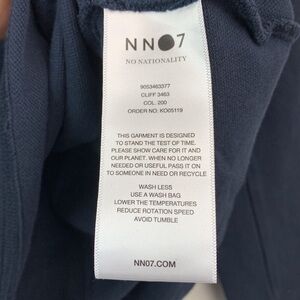 NN●7
NO NATIONALITY
9053463377
CLIFF 3463
COL. 200
ORDER NO: KO05119
THIS GARMENT IS DESIGNED
TO STAND THE TEST OF TIME.
PLEASE SHOW CARE FOR IT AND
OUR PLANET. WHEN NO LONGER
NEEDED OR USEFUL PASS IT ON
TO SOMEONE IN NEED OR RECYCLE
WASH LESS
USE A WASH BAG
LOWER THE TEMPERATURES
REDUCE ROTATION SPEED
AVOID TUMBLE
NN07.COM